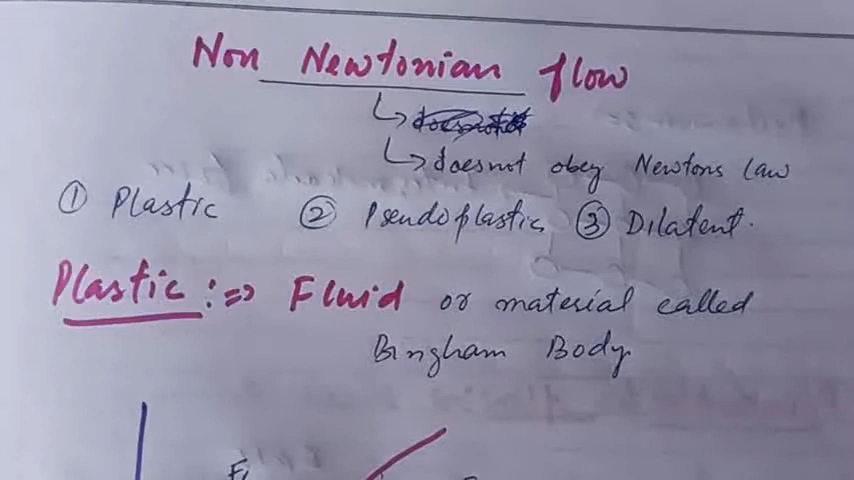 Non Newtonian flow
doesnot obey Newtons law
① Plastic ② Pseudoplastic ③ Dilatent.
Plastic :=> Fluid or material called
Bingham Body